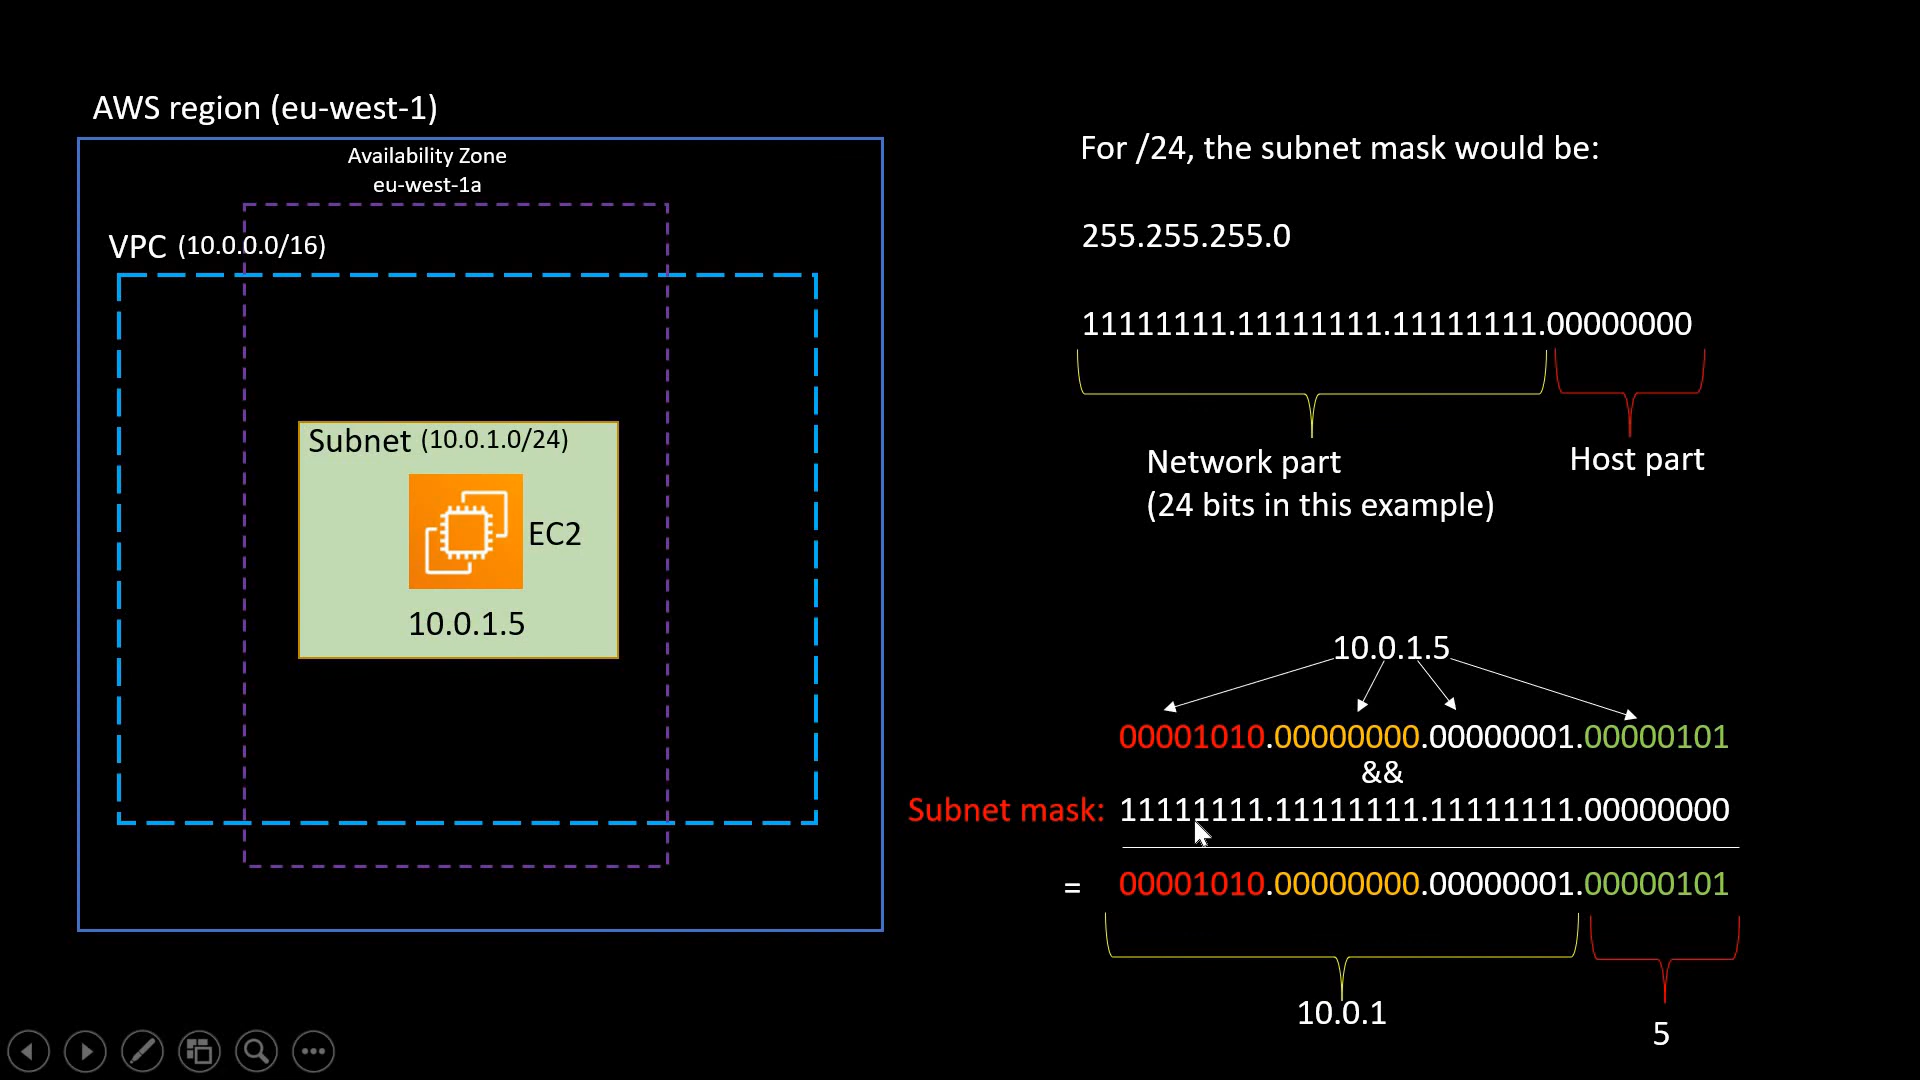 AWS region (eu-west-1)
Availability Zone
eu-west-1a
VPC (10.0.0.0/16)
Subnet (10.0.1.0/24)
EC2
10.0.1.5
For /24, the subnet mask would be:
255.255.255.0
11111111.11111111.11111111.00000000
Network part
(24 bits in this example)
Host part
10.0.1.5
00001010.00000000.00000001.00000101
&&
Subnet mask: 11111111.11111111.11111111.00000000
= 00001010.00000000.00000001.00000101
10.0.1
5